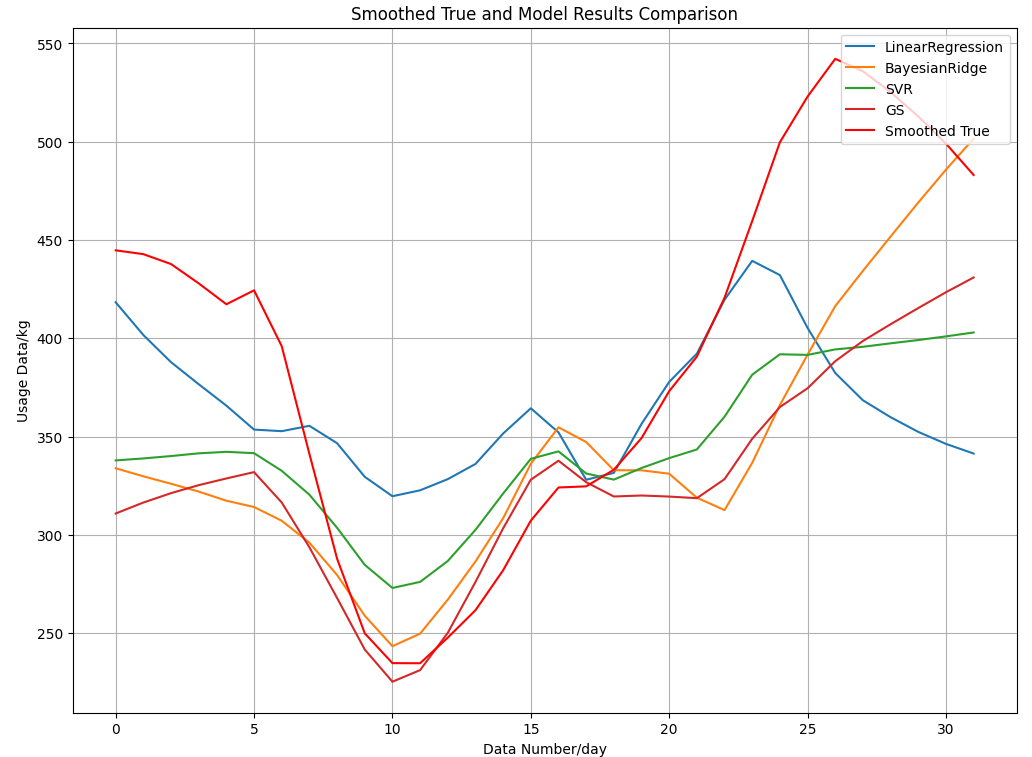 Smoothed True and Model Results Comparison
LinearRegression
BayesianRidge
SVR
GS
Smoothed True
Usage Data/kg
550
500
450
400
350
300
250
0 5 10 15 20 25 30
Data Number/day